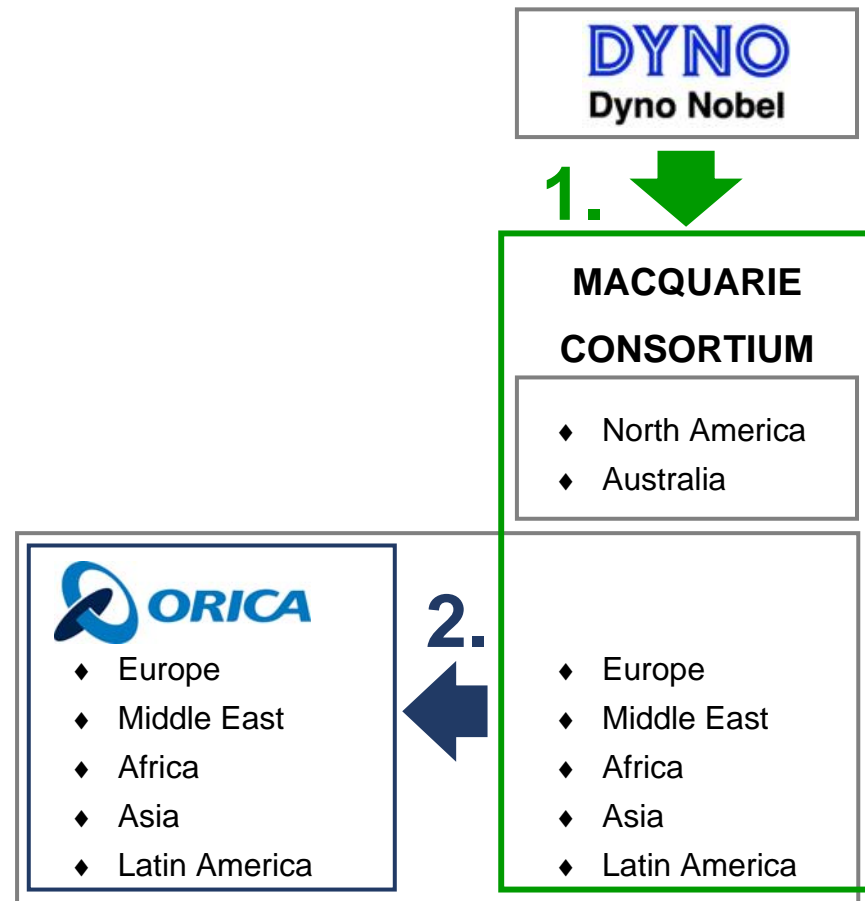 DYNO
Dyno Nobel
1.
MACQUARIE
CONSORTIUM
♦ North America
♦ Australia
ORICA
♦ Europe
♦ Middle East
♦ Africa
♦ Asia
♦ Latin America
2.
♦ Europe
♦ Middle East
♦ Africa
♦ Asia
♦ Latin America